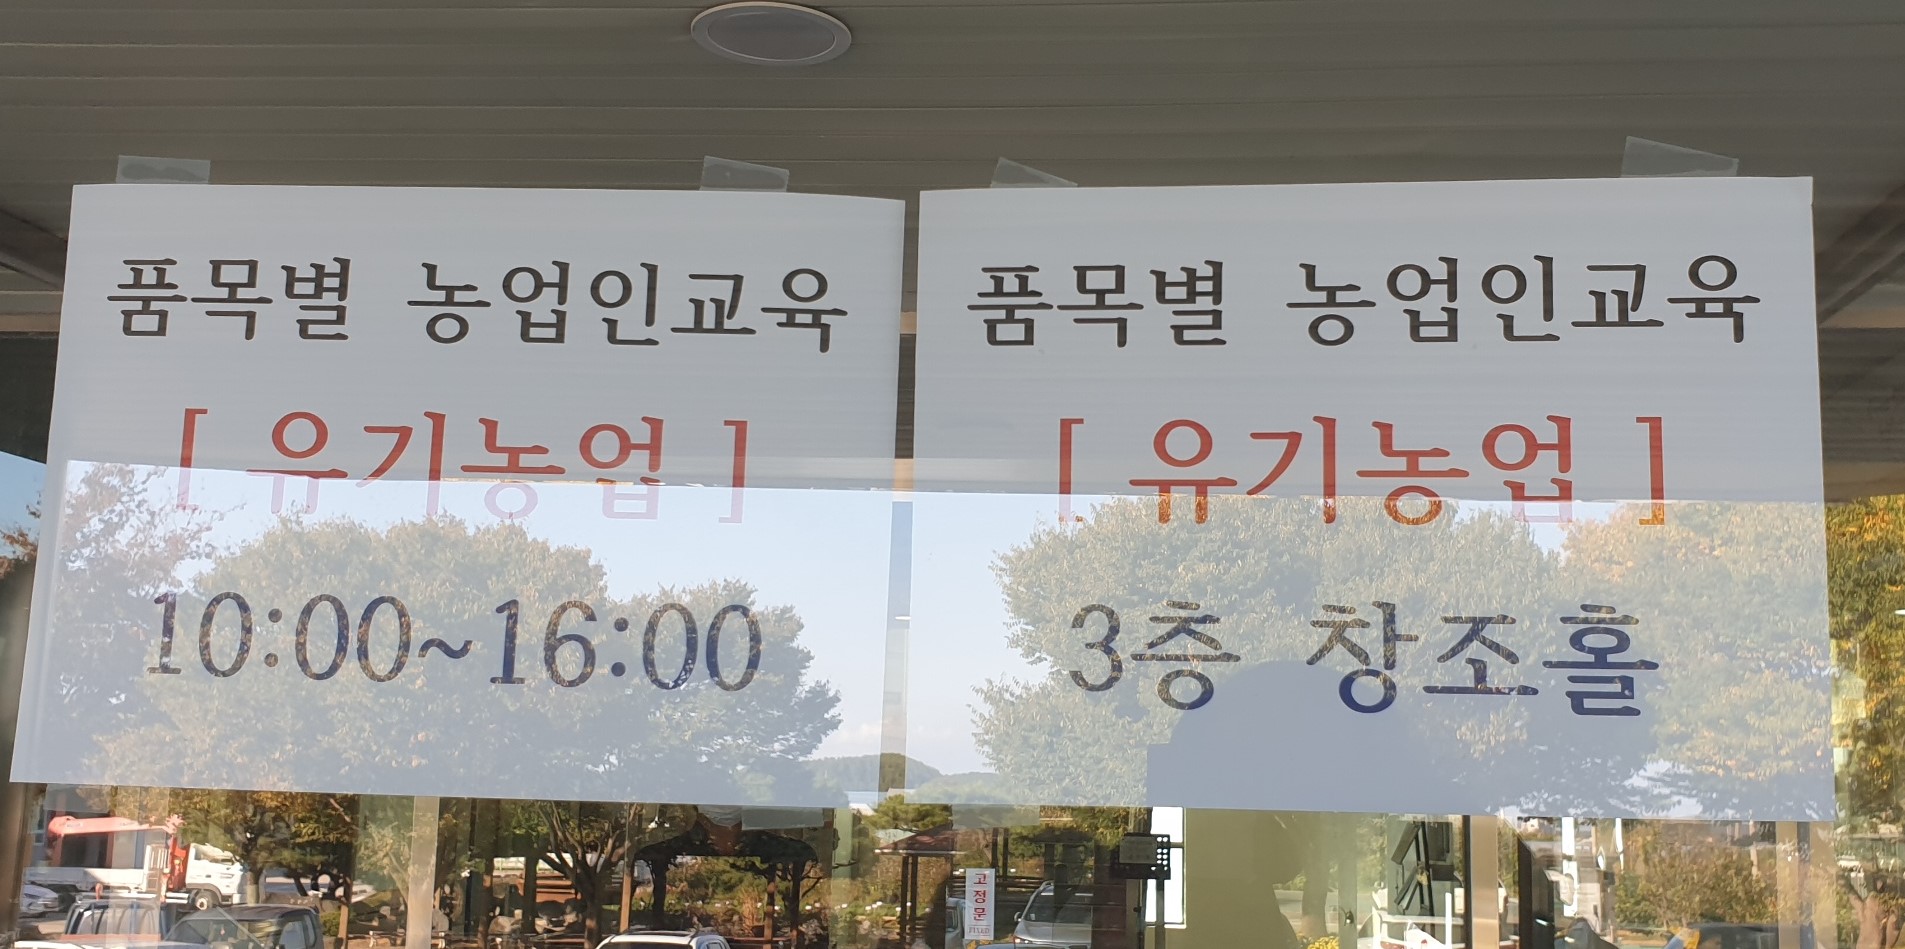 품목별 농업인교육
[ 유기농업 ]
10:00~16:00
품목별 농업인교육
[ 유기농업 ]
3층 창조홀
고정문